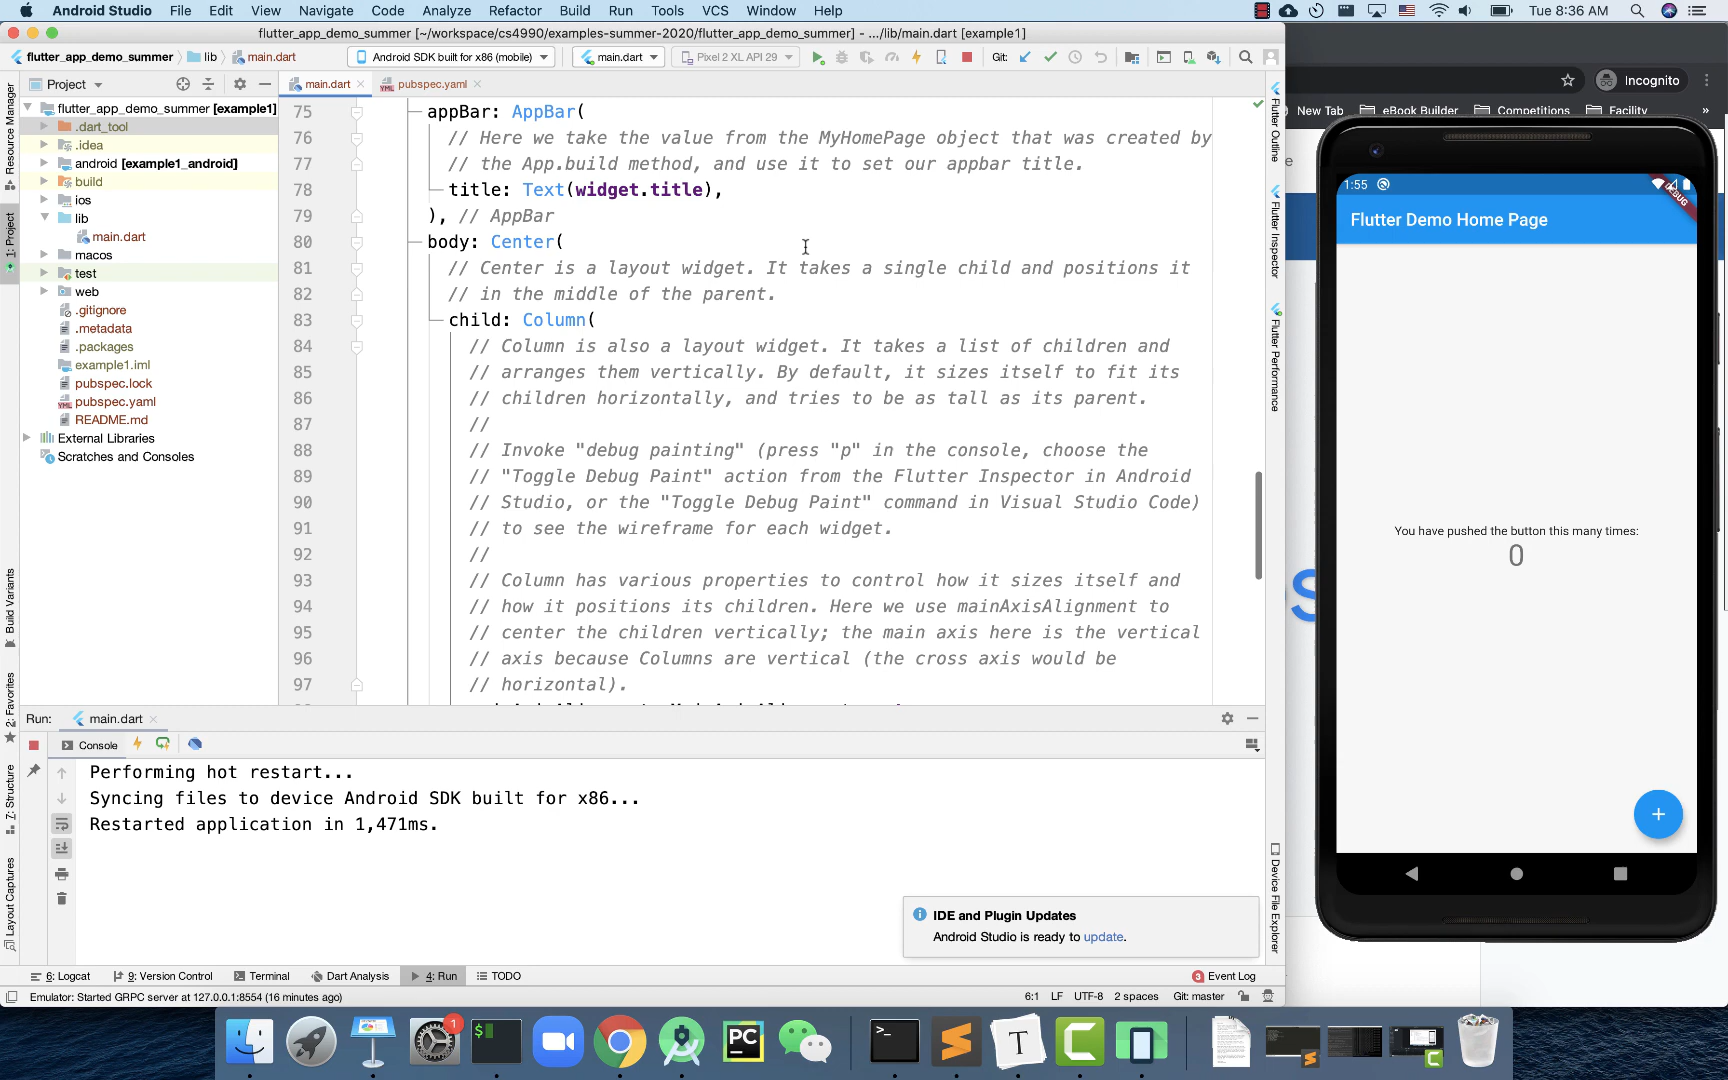 Android Studio File Edit View Navigate Code Analyze Refactor Build Run Tools VCS Window Help Tue 8:36 AM
flutter_app_demo_summer [~/workspace/cs4990/examples-summer-2020/flutter_app_demo_summer] - .../lib/main.dart [example1]
flutter_app_demo_summer lib main.dart Android SDK built for x86 (mobile) main.dart Pixel 2 XL API 29 Git:
Incognito
New Tab eBook Builder Competitions Facility »
Project main.dart pubspec.yaml
flutter_app_demo_summer [example1]
.dart_tool
.idea
android [example1_android]
build
ios
lib
main.dart
macos
test
web
.gitignore
.metadata
.packages
example1.iml
pubspec.lock
pubspec.yaml
README.md
External Libraries
Scratches and Consoles
Resource Manager
1: Project
Build Variants
2: Favorites
7: Structure
Layout Captures
75 appBar: AppBar(
76 // Here we take the value from the MyHomePage object that was created by
77 // the App.build method, and use it to set our appbar title.
78 title: Text(widget.title),
79 ), // AppBar
80 body: Center(
81 // Center is a layout widget. It takes a single child and positions it
82 // in the middle of the parent.
83 child: Column(
84 // Column is also a layout widget. It takes a list of children and
85 // arranges them vertically. By default, it sizes itself to fit its
86 // children horizontally, and tries to be as tall as its parent.
87 //
88 // Invoke "debug painting" (press "p" in the console, choose the
89 // "Toggle Debug Paint" action from the Flutter Inspector in Android
90 // Studio, or the "Toggle Debug Paint" command in Visual Studio Code)
91 // to see the wireframe for each widget.
92 //
93 // Column has various properties to control how it sizes itself and
94 // how it positions its children. Here we use mainAxisAlignment to
95 // center the children vertically; the main axis here is the vertical
96 // axis because Columns are vertical (the cross axis would be
97 // horizontal).
Flutter Outline
Flutter Inspector
Flutter Performance
Device File Explorer
1:55
DEBUG
Flutter Demo Home Page
You have pushed the button this many times:
0
+
Run: main.dart
Console
Performing hot restart...
Syncing files to device Android SDK built for x86...
Restarted application in 1,471ms.
IDE and Plugin Updates
Android Studio is ready to update.
6: Logcat 9: Version Control Terminal Dart Analysis 4: Run TODO 3 Event Log
Emulator: Started GRPC server at 127.0.0.1:8554 (16 minutes ago) 6:1 LF UTF-8 2 spaces Git: master
1
$
PC
>_
T